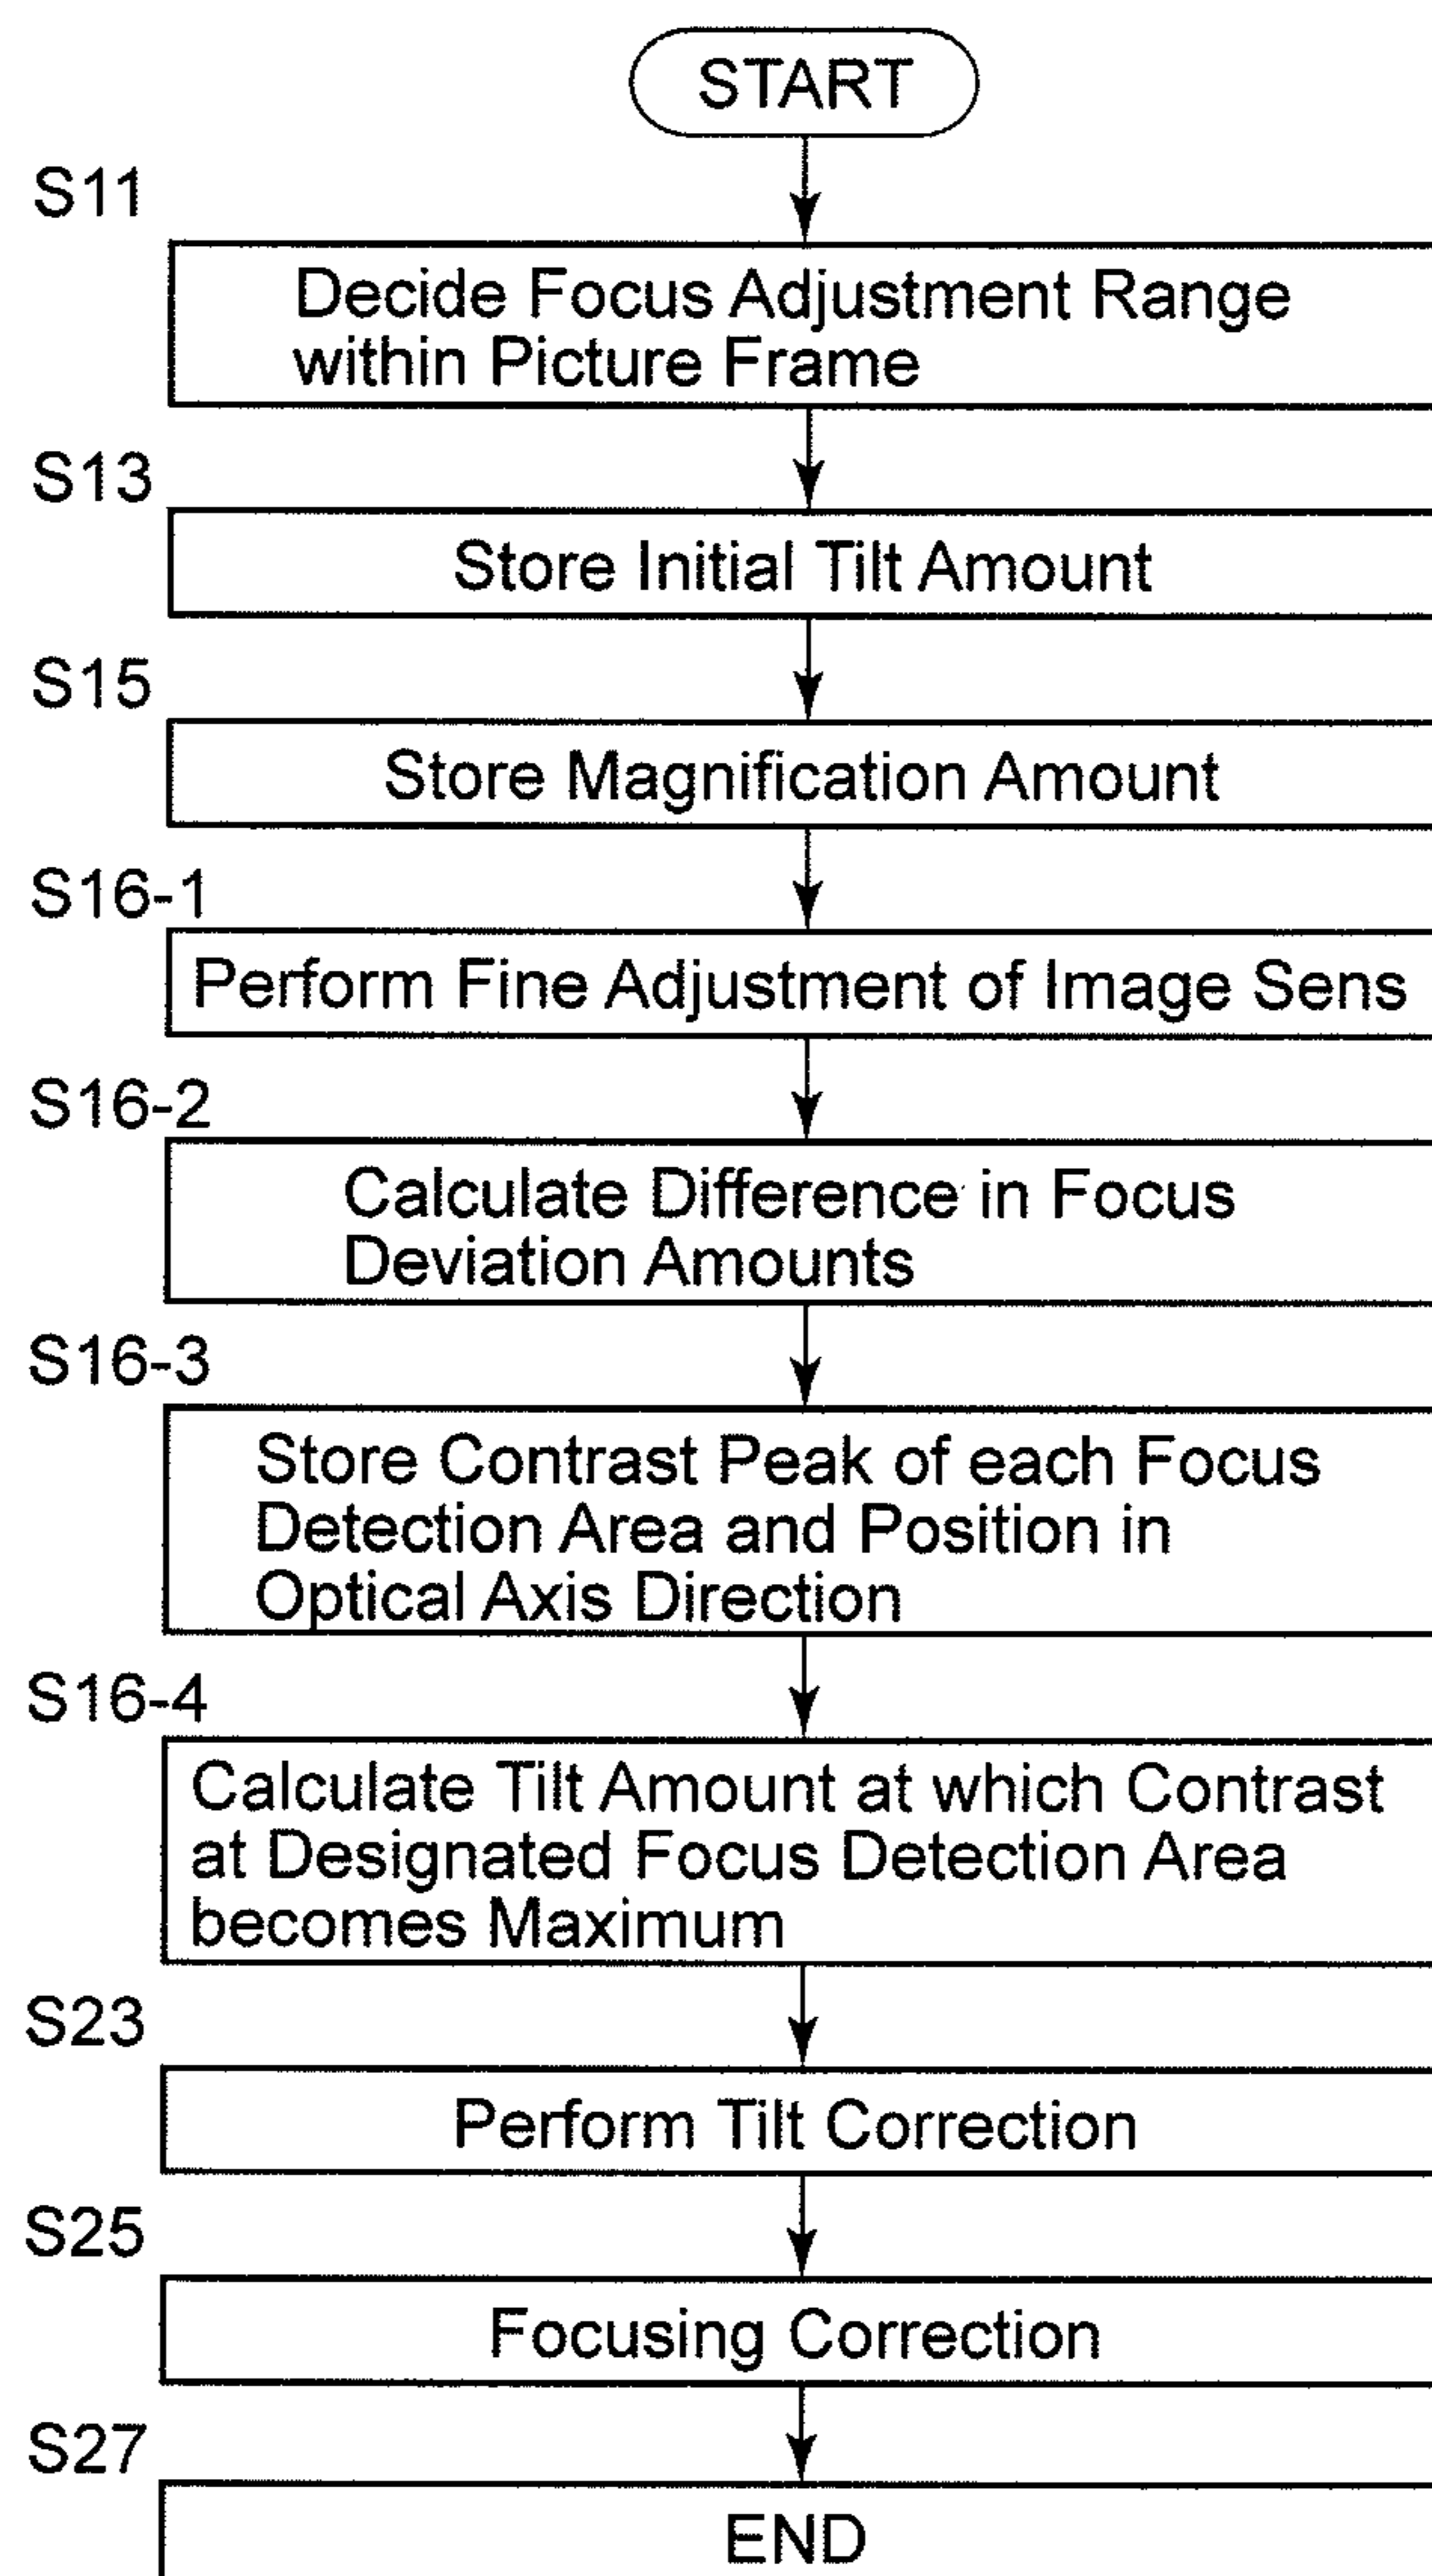 START
S11
Decide Focus Adjustment Range
within Picture Frame
S13
Store Initial Tilt Amount
S15
Store Magnification Amount
S16-1
Perform Fine Adjustment of Image Sens
S16-2
Calculate Difference in Focus
Deviation Amounts
S16-3
Store Contrast Peak of each Focus
Detection Area and Position in
Optical Axis Direction
S16-4
Calculate Tilt Amount at which Contrast
at Designated Focus Detection Area
becomes Maximum
S23
Perform Tilt Correction
S25
Focusing Correction
S27
END